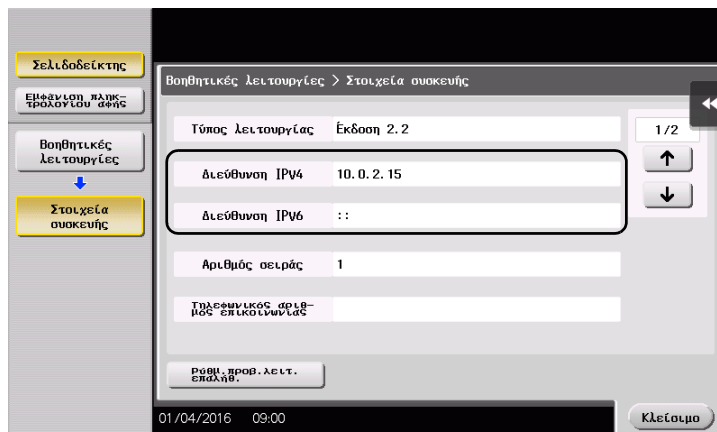 Σελιδοδείκτης
Εμφάνιση πληκ-
τρολογίου αφής
Βοηθητικές
λειτουργίες
Στοιχεία
συσκευής
Βοηθητικές λειτουργίες > Στοιχεία συσκευής
Τύπος λειτουργίας Έκδοση 2.2
1/2
Διεύθυνση IPv4 10.0.2.15
Διεύθυνση IPv6 ::
Αριθμός σειράς 1
Τηλεφωνικός αριθ-
μός επικοινωνίας
Ρύθμ.προβ.λειτ.
επαλήθ.
01/04/2016 09:00
Κλείσιμο